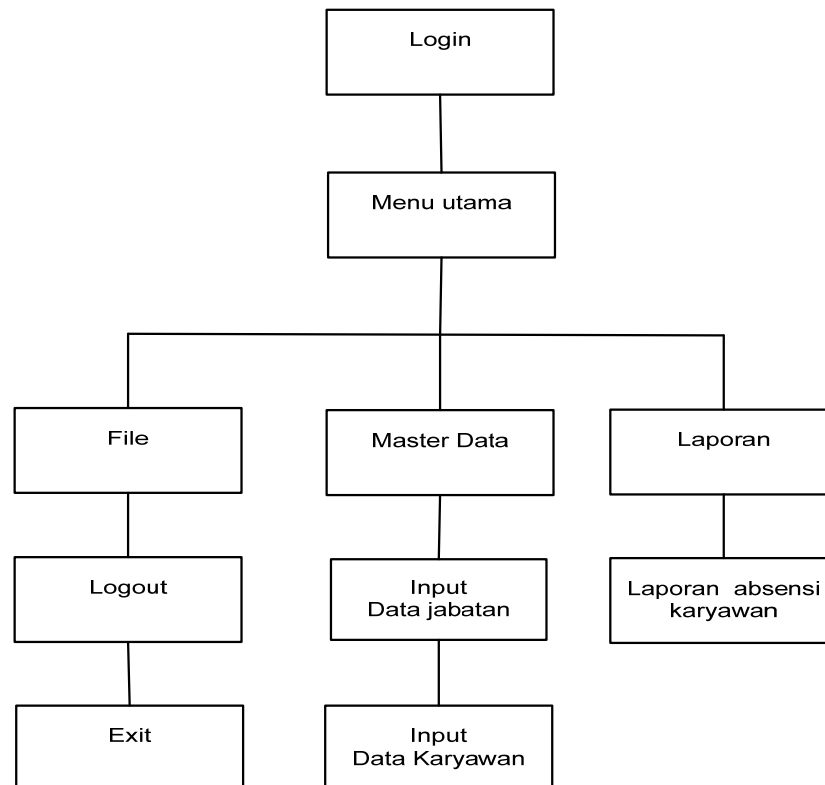 Login
Menu utama
File
Master Data
Laporan
Logout
Input
Data jabatan
Laporan absensi
karyawan
Exit
Input
Data Karyawan